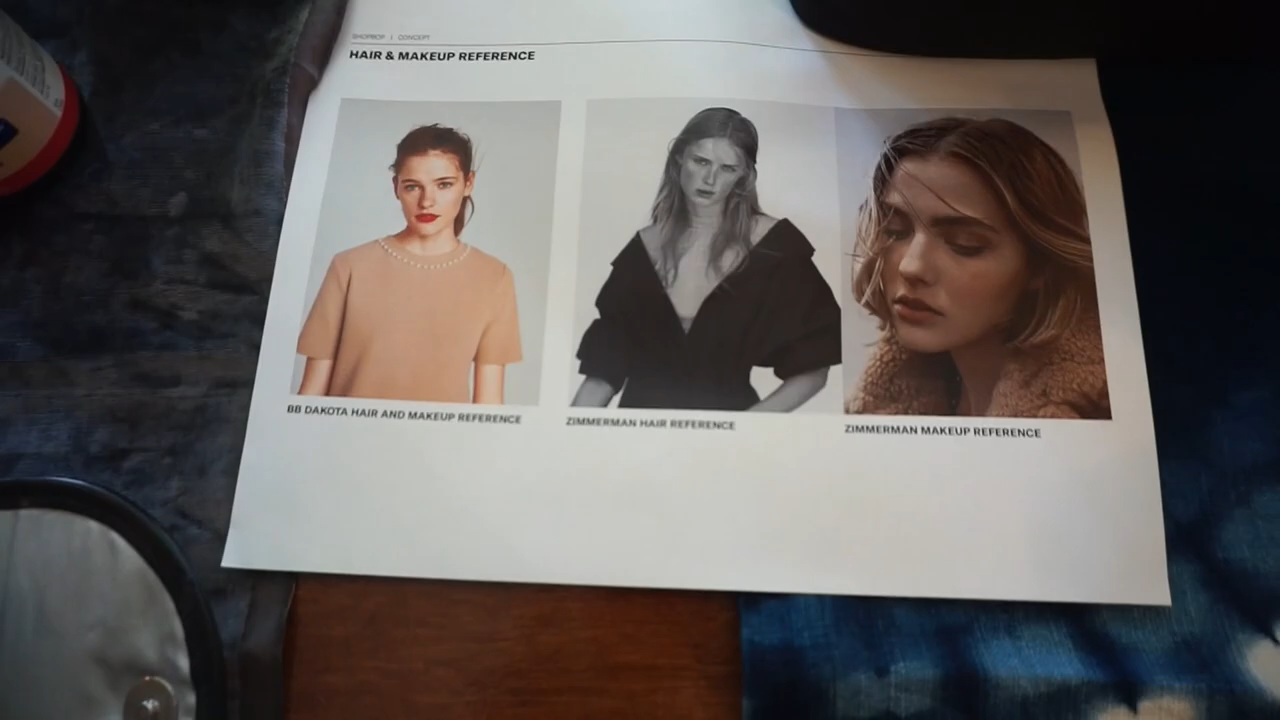 SHOPBOP | CONCEPT
HAIR & MAKEUP REFERENCE
BB DAKOTA HAIR AND MAKEUP REFERENCE
ZIMMERMAN HAIR REFERENCE
ZIMMERMAN MAKEUP REFERENCE